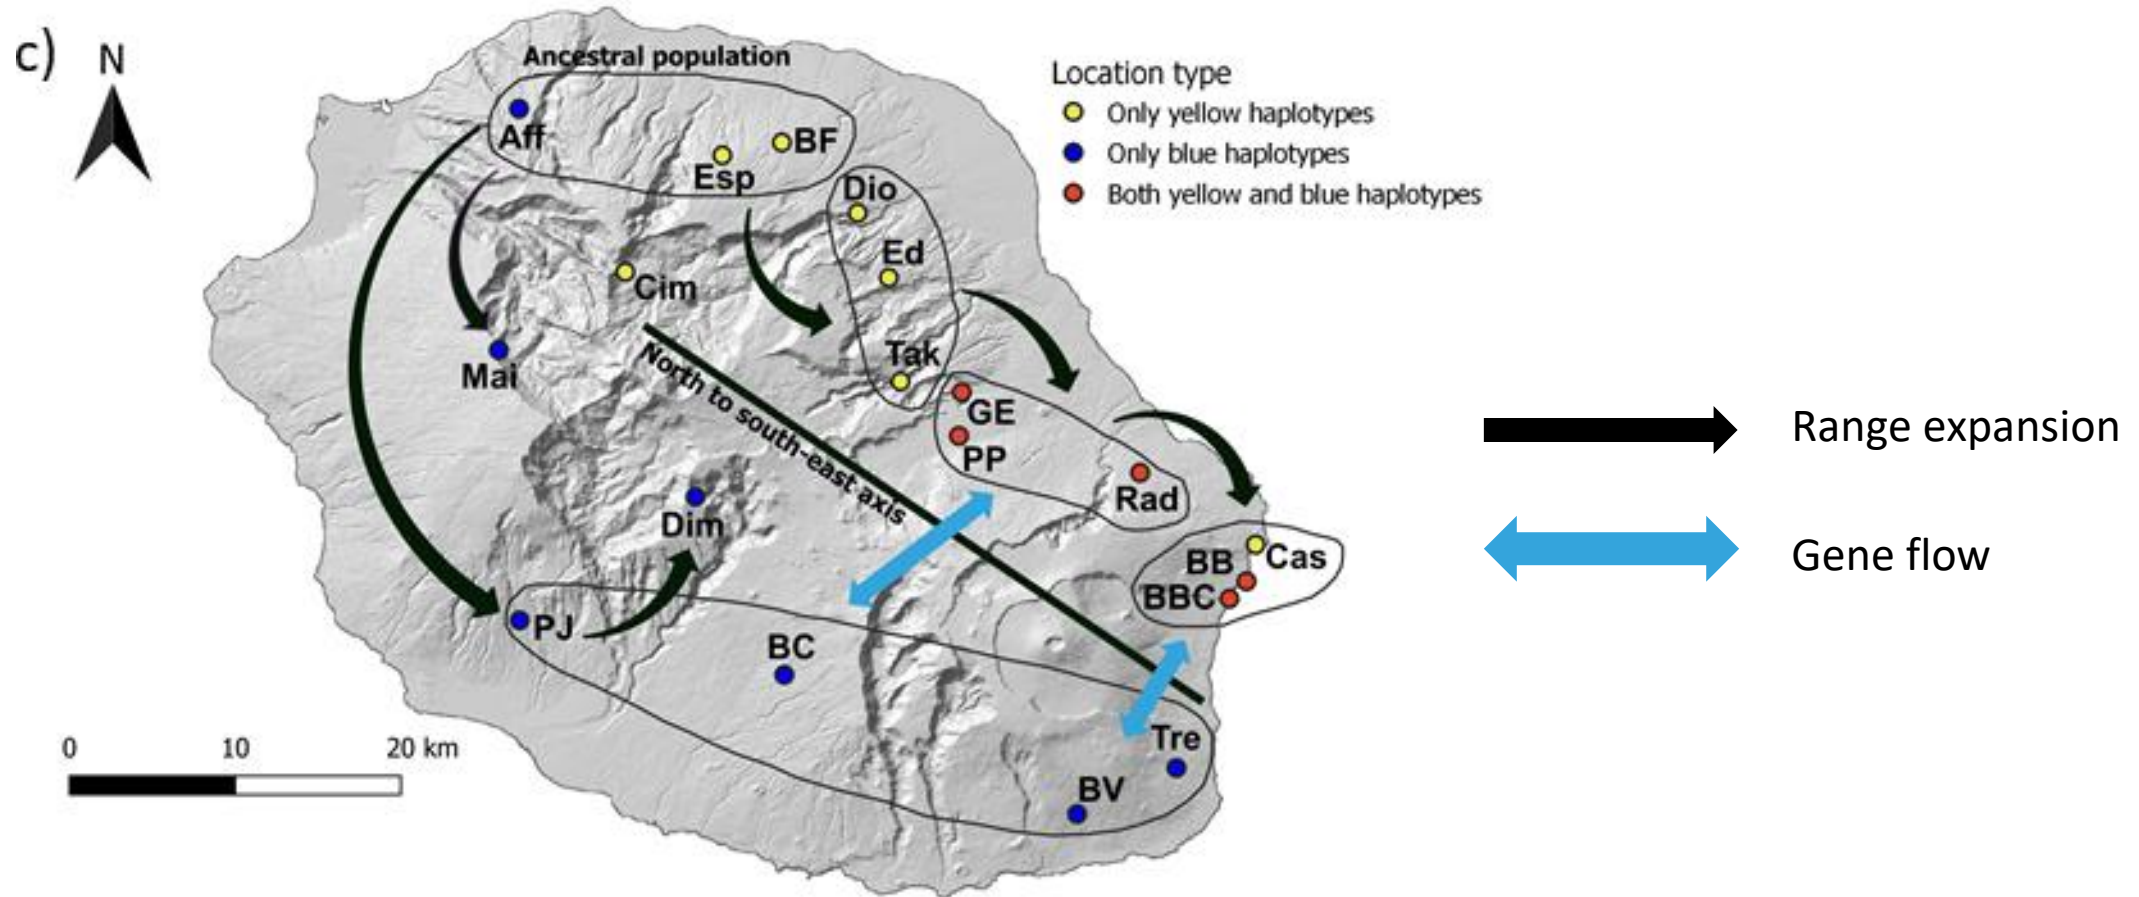 c)
N
Ancestral population
Location type
Only yellow haplotypes
Only blue haplotypes
Both yellow and blue haplotypes
Aff
BF
Esp
Dio
Ed
Cim
Tak
Mai
North to south-east axis
GE
PP
Rad
Dim
BB
Cas
BBC
PJ
BC
Tre
BV
0 10 20 km
Range expansion
Gene flow